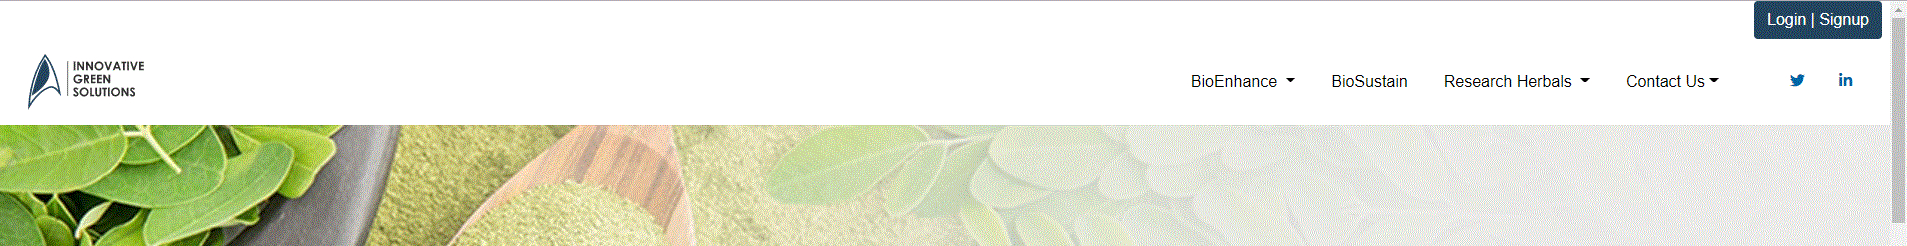 Login | Signup
INNOVATIVE
GREEN
SOLUTIONS
BioEnhance
BioSustain
Research Herbals
Contact Us